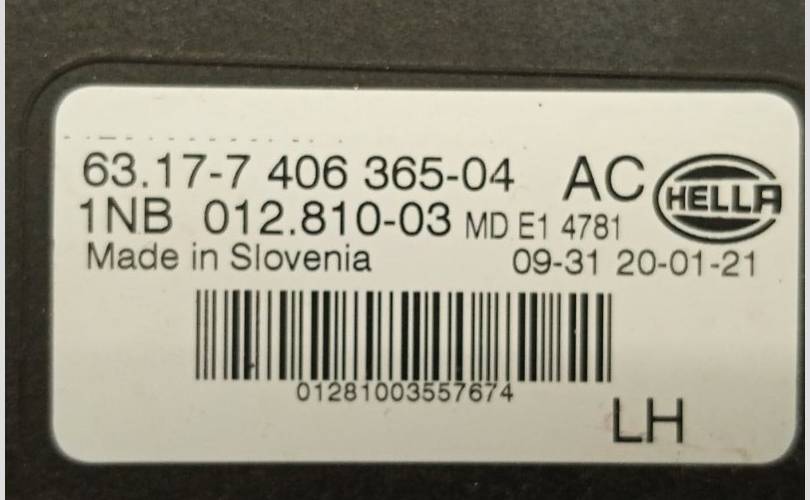 63.17-7 406 365-04 AC HELLA
1NB 012.810-03 MD E1 4781
Made in Slovenia 09-31 20-01-21
01281003557674
LH